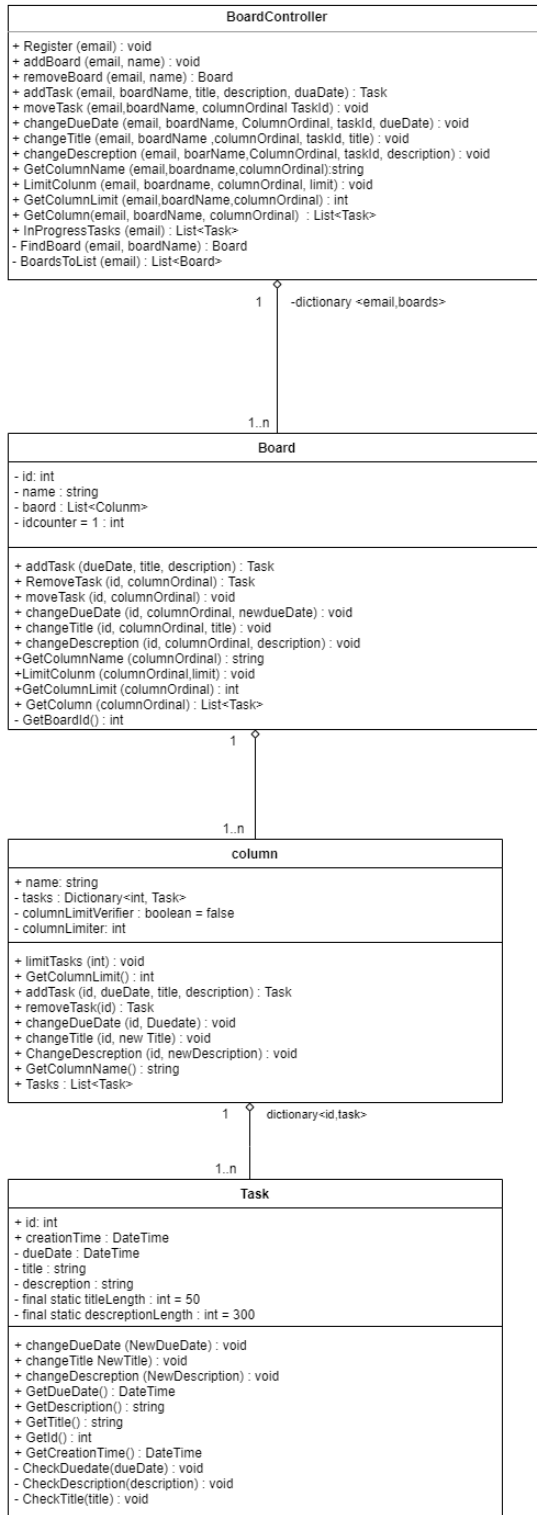 BoardController
+ Register (email) : void
+ addBoard (email, name) : void
+ removeBoard (email, name) : Board
+ addTask (email, boardName, title, description, duaDate) : Task
+ moveTask (email,boardName, columnOrdinal TaskId) : void
+ changeDueDate (email, boardName, ColumnOrdinal, taskId, dueDate) : void
+ changeTitle (email, boardName ,columnOrdinal, taskId, title) : void
+ changeDescreption (email, boarName,ColumnOrdinal, taskId, description) : void
+ GetColumnName (email,boardname,columnOrdinal):string
+ LimitColunm (email, boardname, columnOrdinal, limit) : void
+ GetColumnLimit (email,boardName,columnOrdinal) : int
+ GetColumn(email, boardName, columnOrdinal) : List<Task>
+ InProgressTasks (email) : List<Task>
- FindBoard (email, boardName) : Board
- BoardsToList (email) : List<Board>
1 -dictionary <email,boards>
1..n
Board
- id: int
- name : string
- baord : List<Colunm>
- idcounter = 1 : int
+ addTask (dueDate, title, description) : Task
+ RemoveTask (id, columnOrdinal) : Task
+ moveTask (id, columnOrdinal) : void
+ changeDueDate (id, columnOrdinal, newdueDate) : void
+ changeTitle (id, columnOrdinal, title) : void
+ changeDescreption (id, columnOrdinal, description) : void
+GetColumnName (columnOrdinal) : string
+LimitColunm (columnOrdinal,limit) : void
+GetColumnLimit (columnOrdinal) : int
+ GetColumn (columnOrdinal) : List<Task>
- GetBoardId() : int
1
1..n
column
+ name: string
- tasks : Dictionary<int, Task>
- columnLimitVerifier : boolean = false
- columnLimiter: int
+ limitTasks (int) : void
+ GetColumnLimit() : int
+ addTask (id, dueDate, title, description) : Task
+ removeTask(id) : Task
+ changeDueDate (id, Duedate) : void
+ changeTitle (id, new Title) : void
+ ChangeDescreption (id, newDescription) : void
+ GetColumnName() : string
+ Tasks : List<Task>
1 dictionary<id,task>
1..n
Task
+ id: int
+ creationTime : DateTime
- dueDate : DateTime
- title : string
- descreption : string
- final static titleLength : int = 50
- final static descreptionLength : int = 300
+ changeDueDate (NewDueDate) : void
+ changeTitle NewTitle) : void
+ changeDescreption (NewDescription) : void
+ GetDueDate() : DateTime
+ GetDescription() : string
+ GetTitle() : string
+ GetId() : int
+ GetCreationTime() : DateTime
- CheckDuedate(dueDate) : void
- CheckDescription(description) : void
- CheckTitle(title) : void